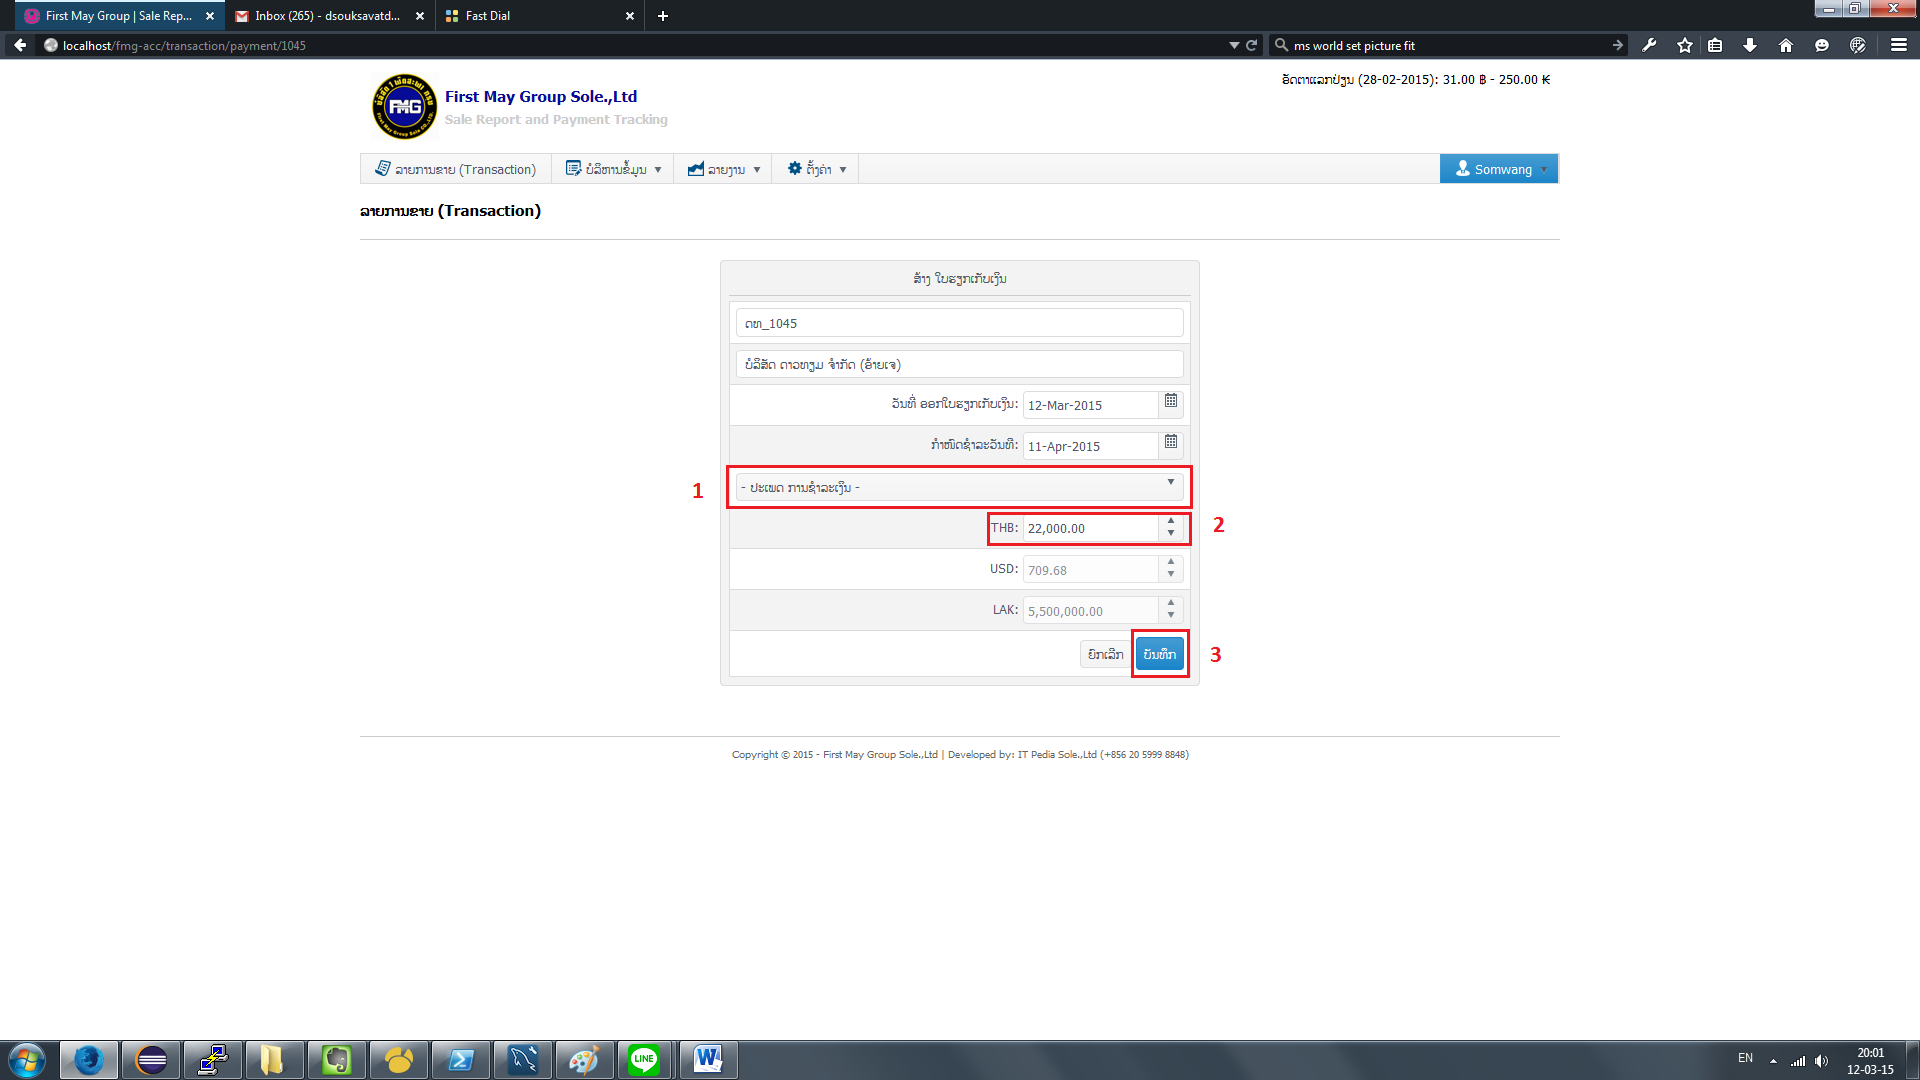 First May Group | Sale Rep...
Inbox (265) - dsouksavatd...
Fast Dial
localhost/fmg-acc/transaction/payment/1045
ms world set picture fit
First May Group Sole.,Ltd
Sale Report and Payment Tracking
ອັດຕາແລກປ່ຽນ (28-02-2015): 31.00 ฿ - 250.00 ₭
FMG
ລາຍການຂາຍ (Transaction)
ບໍລິຫານຂໍ້ມູນ
ລາຍງານ
ຕັ້ງຄ່າ
Somwang
ລາຍການຂາຍ (Transaction)
ສ້າງ ໃບຮຽກເກັບເງິນ
ດທ_1045
ບໍລິສັດ ດາວທຽມ ຈຳກັດ (ອ້າຍເຈ)
ວັນທີ່ ອອກໃບຮຽກເກັບເງິນ: 12-Mar-2015
ກຳໜົດຊຳລະວັນທີ: 11-Apr-2015
1
- ປະເພດ ການຊຳລະເງິນ -
THB: 22,000.00
2
USD: 709.68
LAK: 5,500,000.00
ຍົກເລີກ
ບັນທຶກ
3
Copyright © 2015 - First May Group Sole.,Ltd | Developed by: IT Pedia Sole.,Ltd (+856 20 5999 8848)
LINE
W
EN
20:01
12-03-15